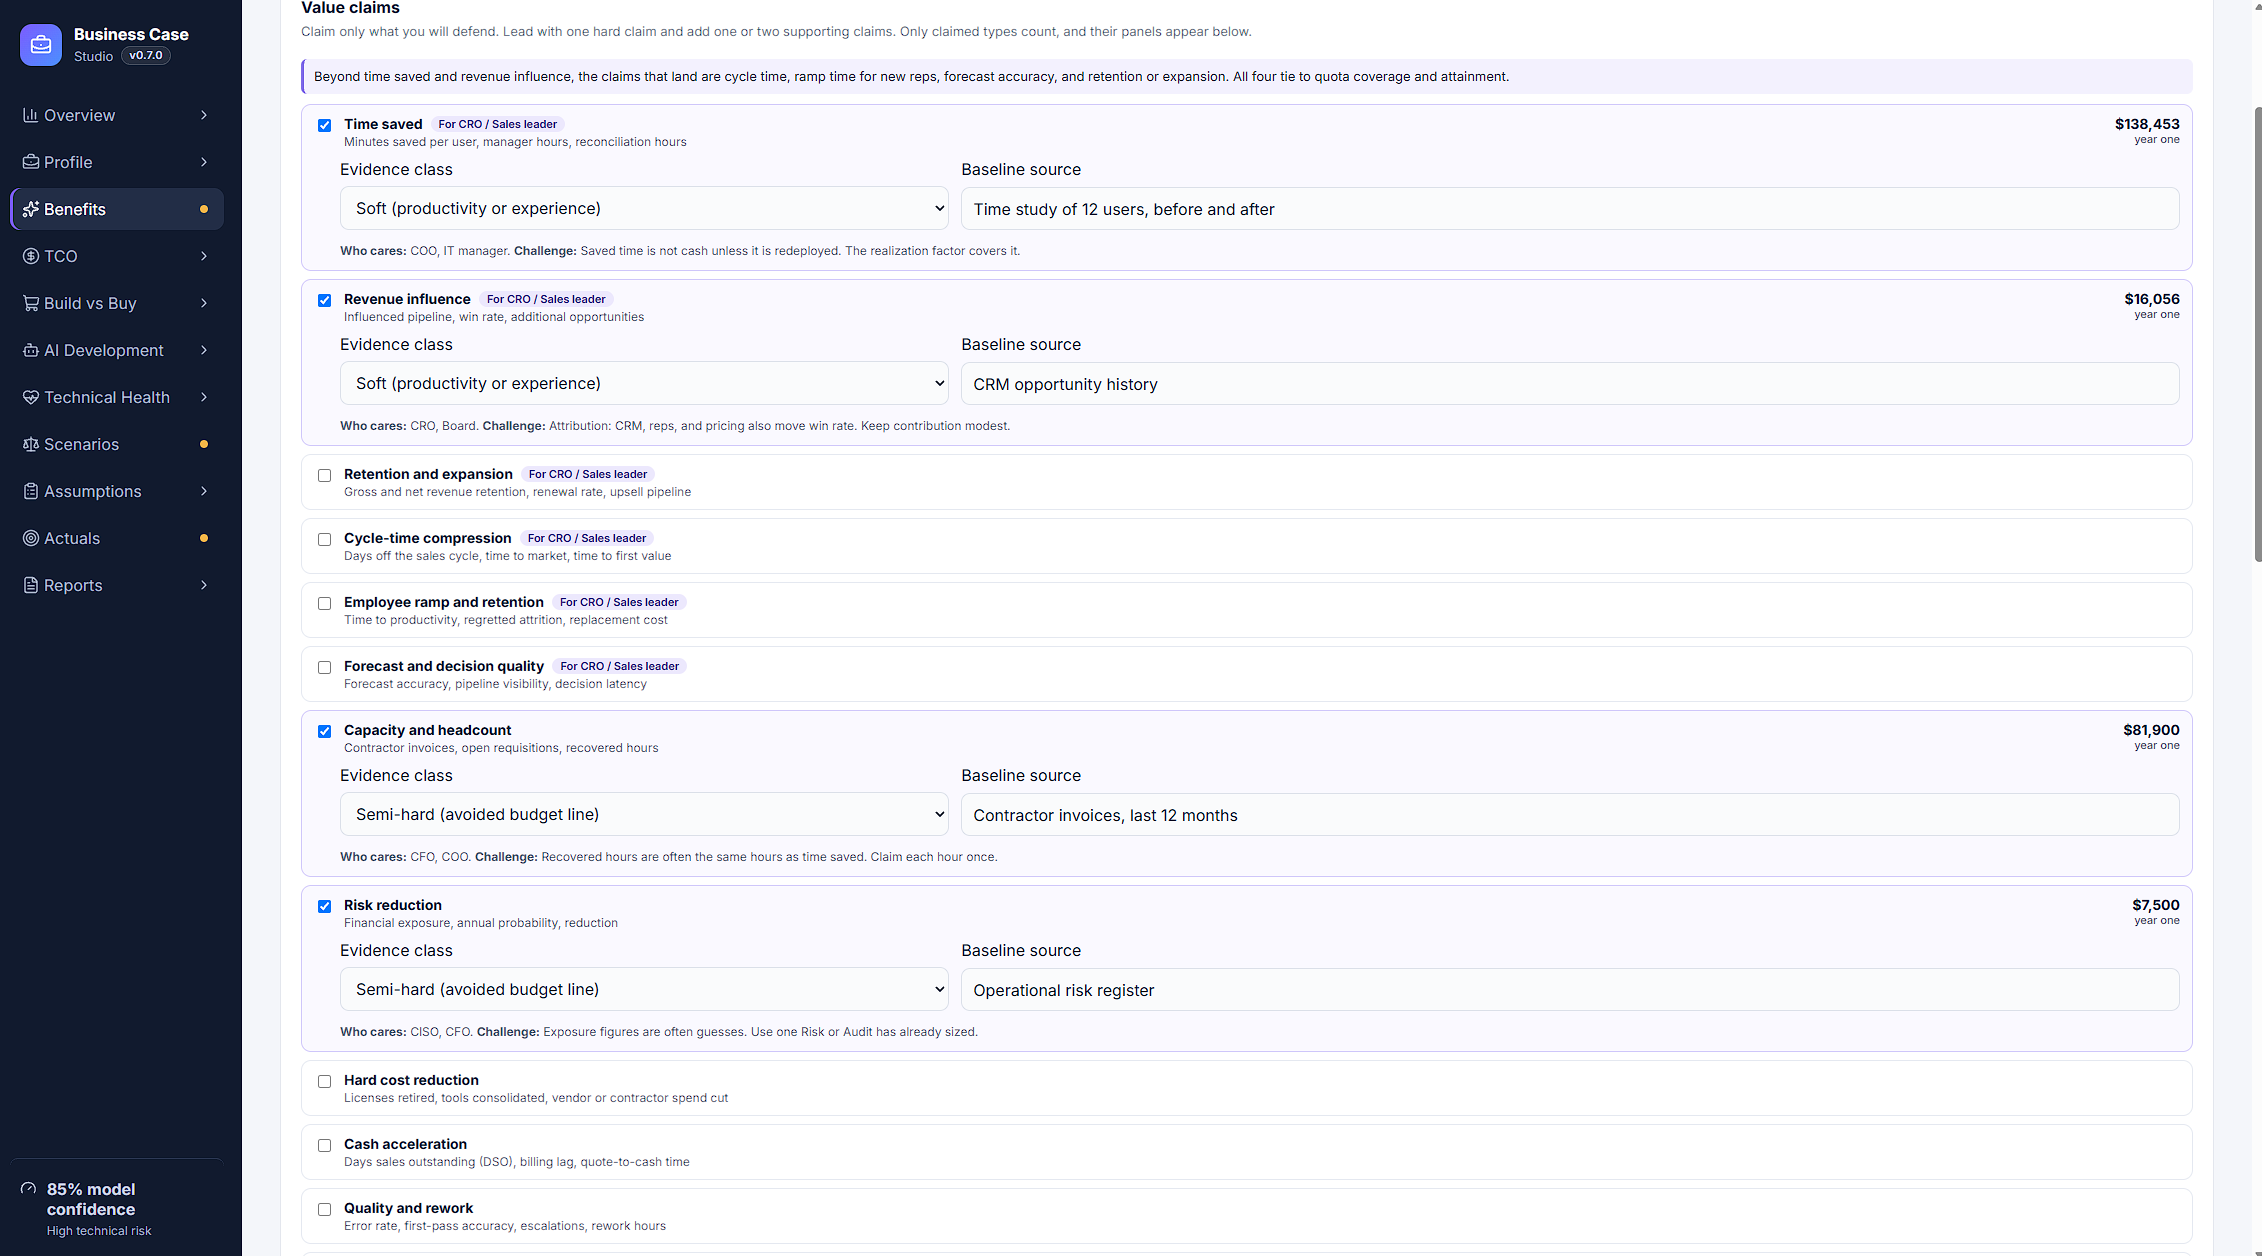 Business Case
Studio v0.7.0
Overview
Profile
Benefits
TCO
Build vs Buy
AI Development
Technical Health
Scenarios
Assumptions
Actuals
Reports
85% model
confidence
High technical risk
Value claims
Claim only what you will defend. Lead with one hard claim and add one or two supporting claims. Only claimed types count, and their panels appear below.
Beyond time saved and revenue influence, the claims that land are cycle time, ramp time for new reps, forecast accuracy, and retention or expansion. All four tie to quota coverage and attainment.
Time saved For CRO / Sales leader $138,453
Minutes saved per user, manager hours, reconciliation hours year one
Evidence class Baseline source
Soft (productivity or experience) Time study of 12 users, before and after
Who cares: COO, IT manager. Challenge: Saved time is not cash unless it is redeployed. The realization factor covers it.
Revenue influence For CRO / Sales leader $16,056
Influenced pipeline, win rate, additional opportunities year one
Evidence class Baseline source
Soft (productivity or experience) CRM opportunity history
Who cares: CRO, Board. Challenge: Attribution: CRM, reps, and pricing also move win rate. Keep contribution modest.
Retention and expansion For CRO / Sales leader
Gross and net revenue retention, renewal rate, upsell pipeline
Cycle-time compression For CRO / Sales leader
Days off the sales cycle, time to market, time to first value
Employee ramp and retention For CRO / Sales leader
Time to productivity, regretted attrition, replacement cost
Forecast and decision quality For CRO / Sales leader
Forecast accuracy, pipeline visibility, decision latency
Capacity and headcount $81,900
Contractor invoices, open requisitions, recovered hours year one
Evidence class Baseline source
Semi-hard (avoided budget line) Contractor invoices, last 12 months
Who cares: CFO, COO. Challenge: Recovered hours are often the same hours as time saved. Claim each hour once.
Risk reduction $7,500
Financial exposure, annual probability, reduction year one
Evidence class Baseline source
Semi-hard (avoided budget line) Operational risk register
Who cares: CISO, CFO. Challenge: Exposure figures are often guesses. Use one Risk or Audit has already sized.
Hard cost reduction
Licenses retired, tools consolidated, vendor or contractor spend cut
Cash acceleration
Days sales outstanding (DSO), billing lag, quote-to-cash time
Quality and rework
Error rate, first-pass accuracy, escalations, rework hours